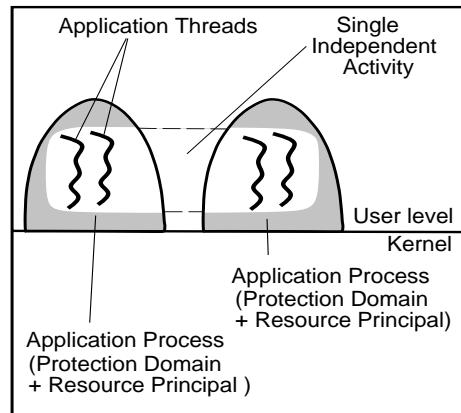 Application Threads
Single
Independent
Activity
User level
Kernel
Application Process
(Protection Domain
+ Resource Principal)
Application Process
(Protection Domain
+ Resource Principal )